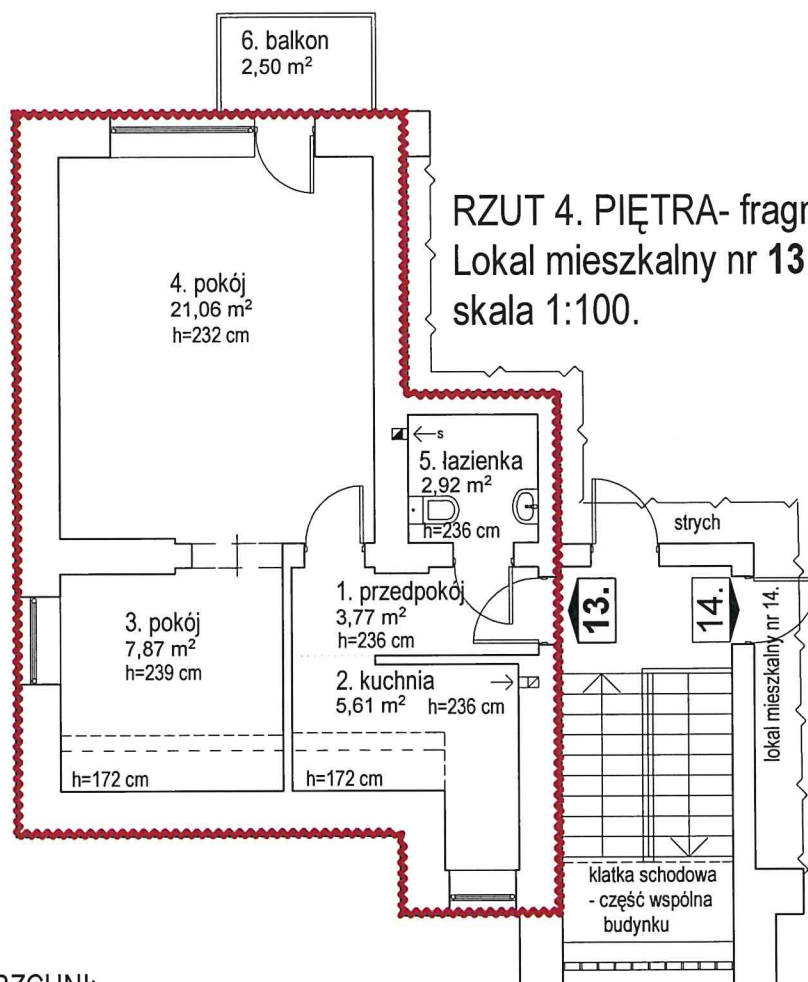 6. balkon
2,50 m²
RZUT 4. PIĘTRA- fragm
Lokal mieszkalny nr 13
skala 1:100.
4. pokój
21,06 m²
h=232 cm
s
5. łazienka
2,92 m²
h=236 cm
strych
1. przedpokój
3,77 m²
h=236 cm
13.
14.
lokal mieszkalny nr 14.
3. pokój
7,87 m²
h=239 cm
2. kuchnia
5,61 m² h=236 cm
h=172 cm
h=172 cm
klatka schodowa
- część wspólna
budynku